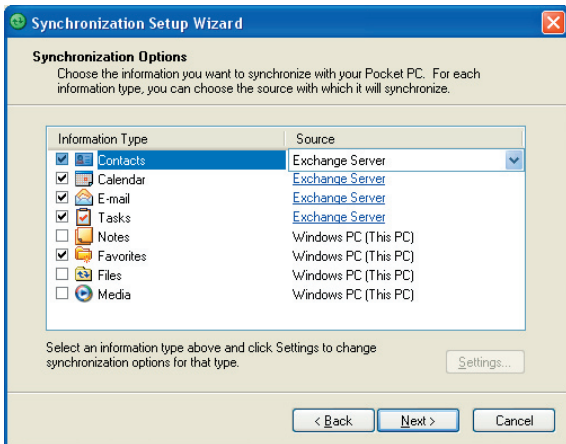 Synchronization Setup Wizard
Synchronization Options
Choose the information you want to synchronize with your Pocket PC. For each
information type, you can choose the source with which it will synchronize.
Information Type Source
Contacts Exchange Server
Calendar Exchange Server
E-mail Exchange Server
Tasks Exchange Server
Notes Windows PC (This PC)
Favorites Windows PC (This PC)
Files Windows PC (This PC)
Media Windows PC (This PC)
Select an information type above and click Settings to change
synchronization options for that type.
Settings...
< Back Next > Cancel